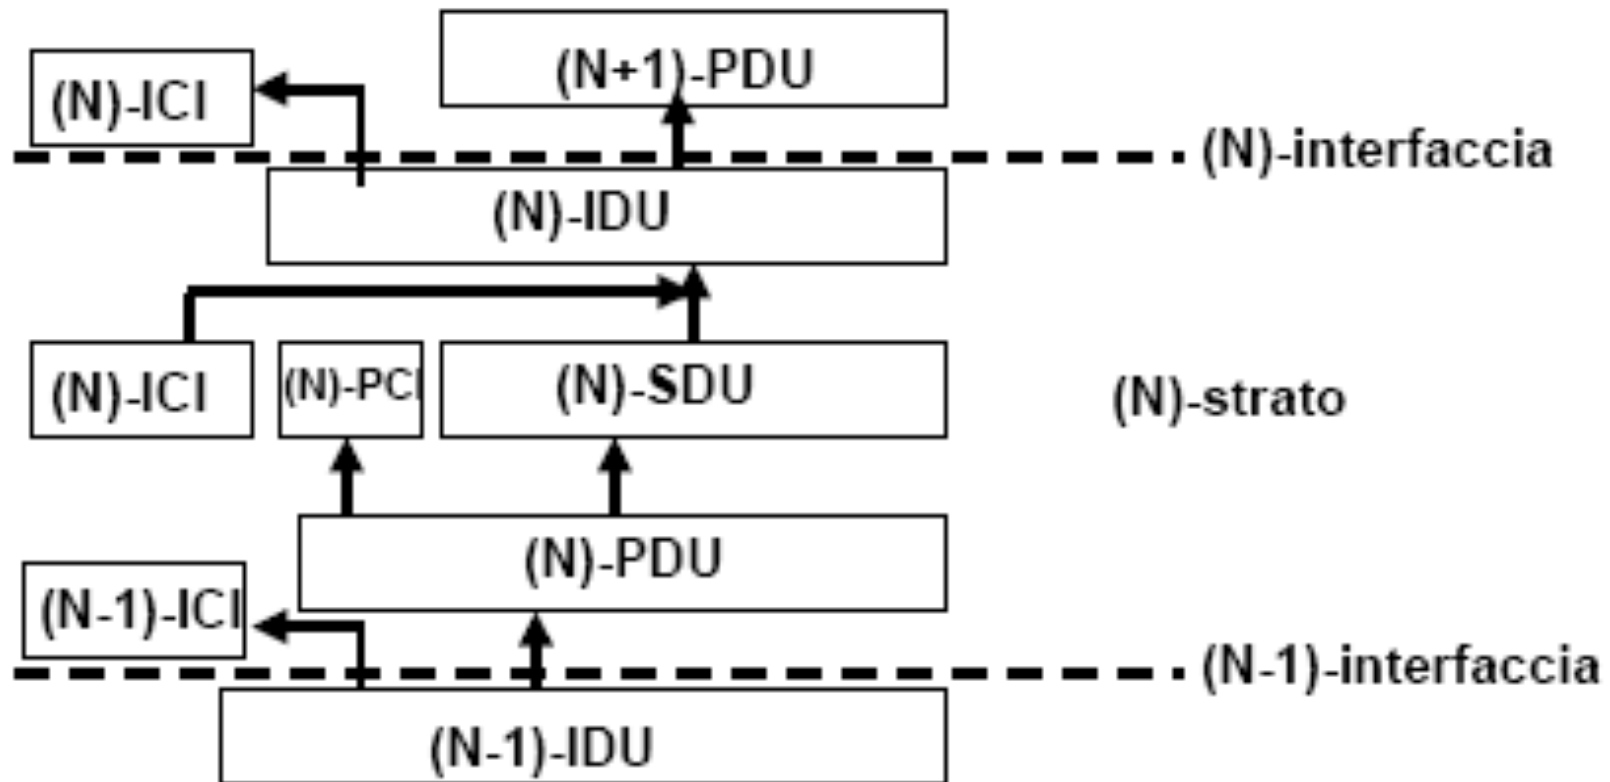 (N+1)-PDU
(N)-ICI
(N)-interfaccia
(N)-IDU
(N)-ICI
(N)-PCI
(N)-SDU
(N)-strato
(N)-PDU
(N-1)-ICI
(N-1)-interfaccia
(N-1)-IDU